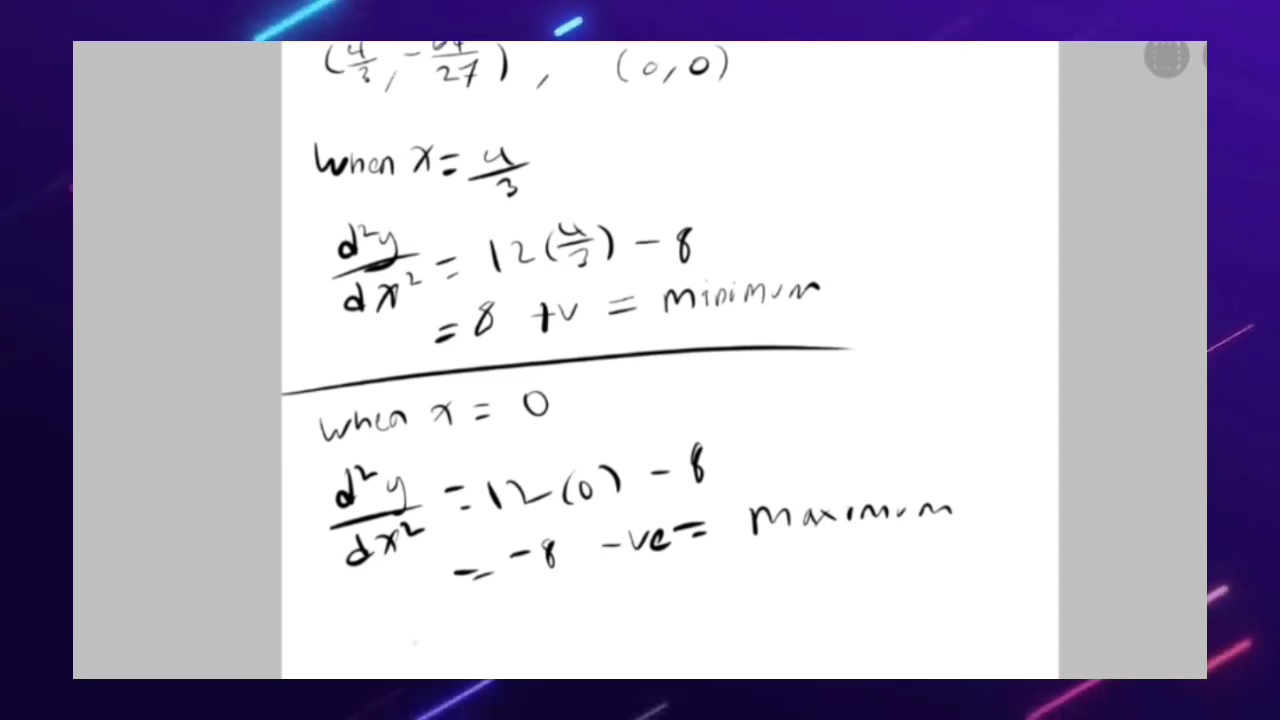 (4/3, -64/27), (0,0)
when x = 4/3
d²y/dx² = 12(4/3) - 8
= 8 +v = minimum
when x = 0
d²y/dx² = 12(0) - 8
= -8 -ve = maximum